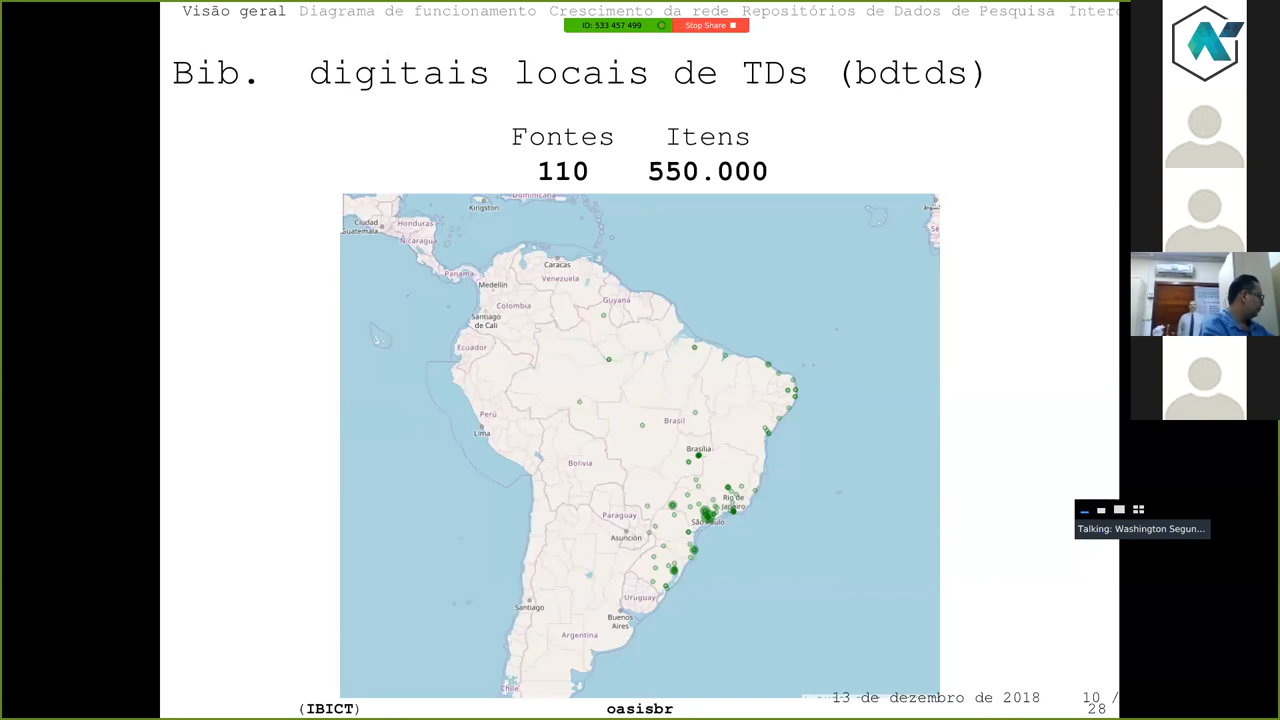 Visão geral Diagrama de funcionamento Crescimento da rede Repositórios de Dados de Pesquisa Intero
ID: 533 457 499 Stop Share
Bib. digitais locais de TDs (bdtds)
Fontes Itens
110 550.000
Dominicana
Kingston
Ciudad
Guatemala
Honduras
Nicaragua
Panamá
Caracas
Venezuela
Medellín
Guyana
Colombia
Santiago
de Cali
Ecuador
Perú
Brasil
Lima
Brasília
Bolivia
Rio de
Janeiro
Paraguay
São Paulo
Asunción
Uruguay
Santiago
Buenos
Aires
Argentina
Chile
Talking: Washington Segun...
13 de dezembro de 2018 10 /
28
(IBICT) oasisbr